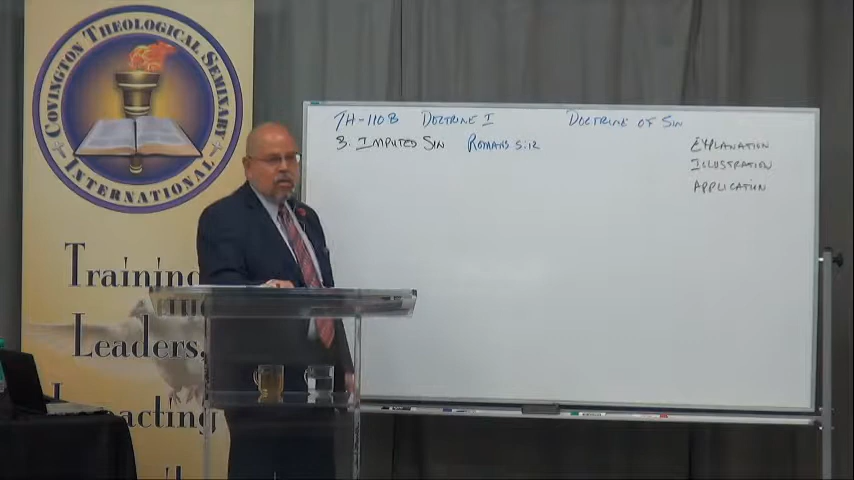 COVINGTON THEOLOGICAL SEMINARY
INTERNATIONAL
Training
Leaders
TH-110B DOCTRINE I DOCTRINE OF SIN
3. IMPUTED SIN ROMANS 5:12
EXPLANATION
ILLUSTRATION
APPLICATION